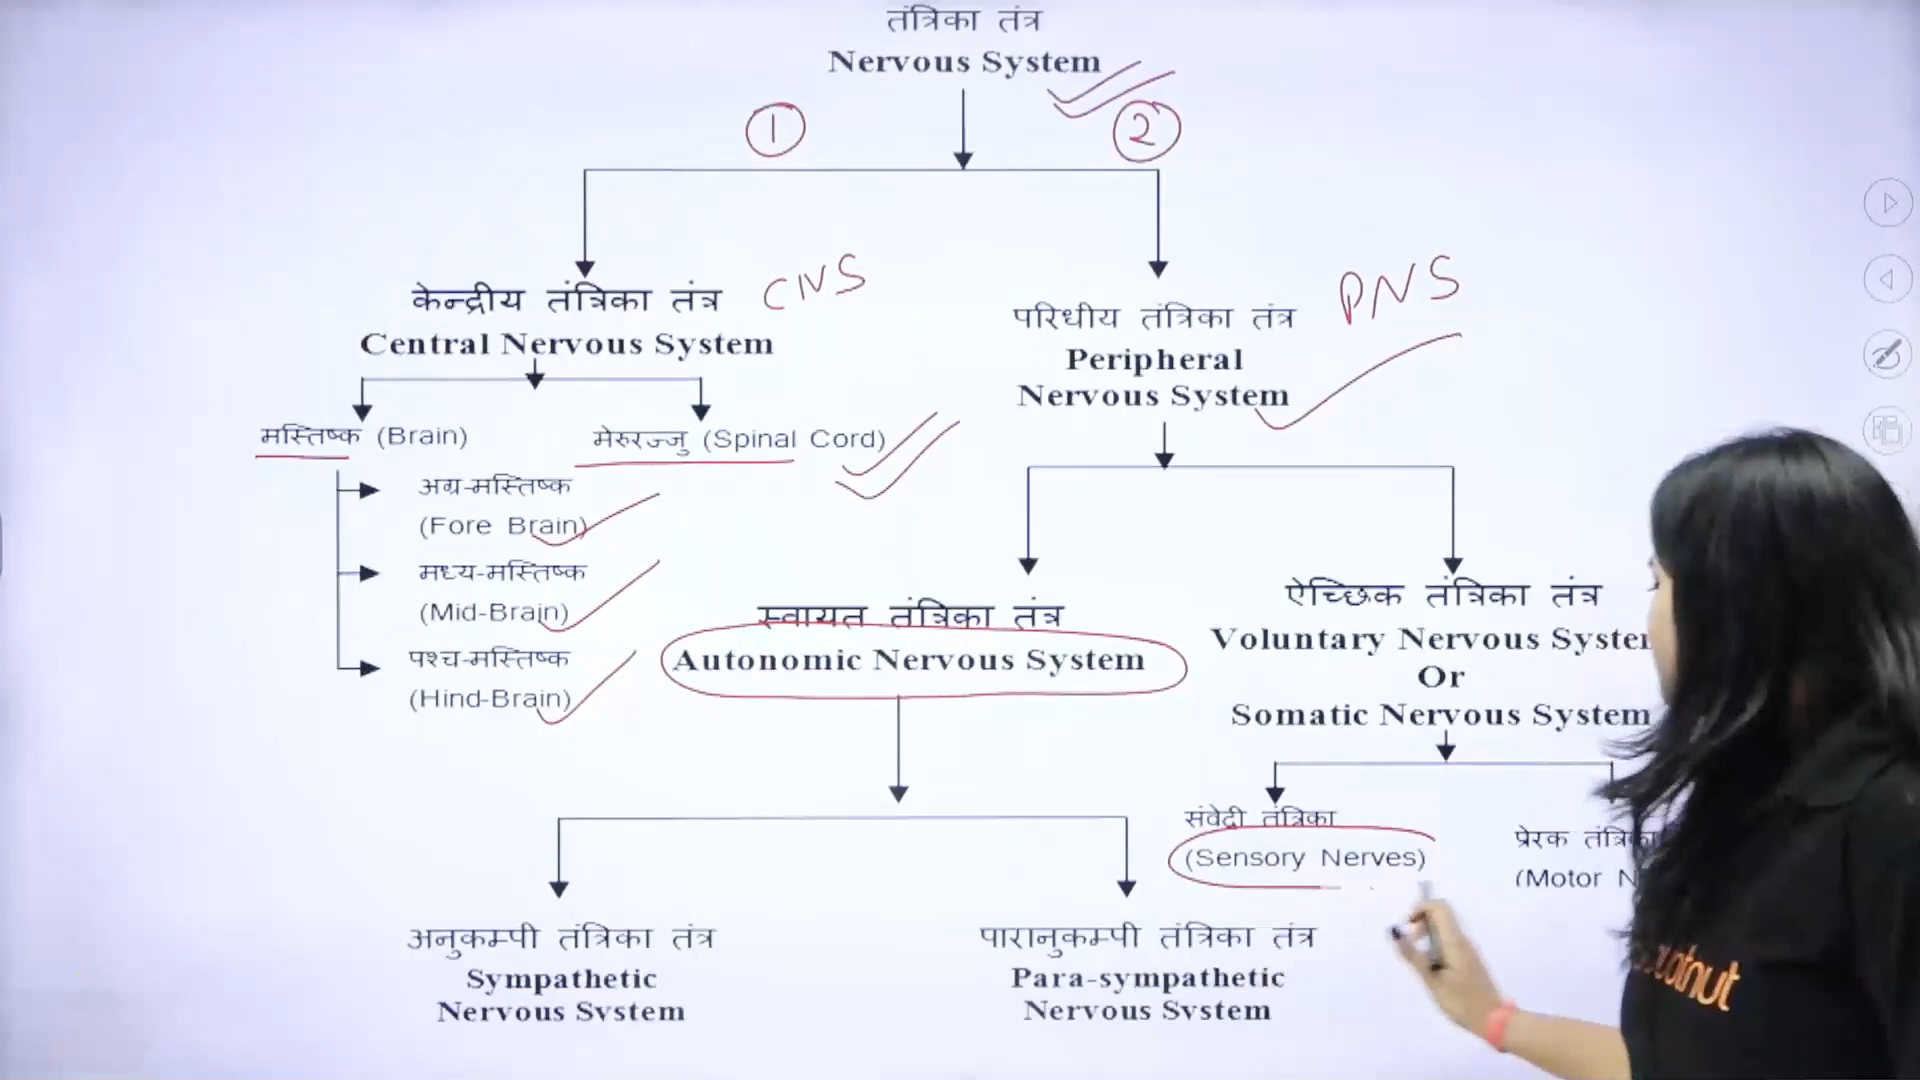 तंत्रिका तंत्र
Nervous System
1
2
केन्द्रीय तंत्रिका तंत्र
CNS
Central Nervous System
परिधीय तंत्रिका तंत्र
PNS
Peripheral
Nervous System
मस्तिष्क (Brain)
मेरुरज्जु (Spinal Cord)
अग्र-मस्तिष्क
(Fore Brain)
मध्य-मस्तिष्क
(Mid-Brain)
पश्च-मस्तिष्क
(Hind-Brain)
स्वायत तंत्रिका तंत्र
Autonomic Nervous System
ऐच्छिक तंत्रिका तंत्र
Voluntary Nervous
Or
Somatic Nervous System
संवेदी तंत्रिका
(Sensory Nerves)
प्रेरक
(Motor
अनुकम्पी तंत्रिका तंत्र
Sympathetic
Nervous System
पारानुकम्पी तंत्रिका तंत्र
Para-sympathetic
Nervous System